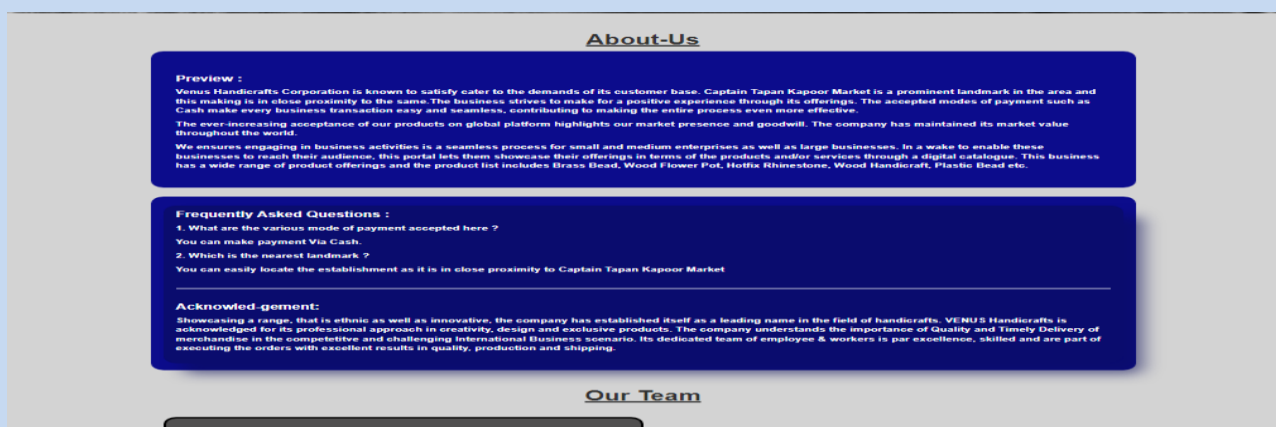 About-Us
Preview :
Venus Handicrafts Corporation is known to satisfy cater to the demands of its customer base. Captain Tapan Kapoor Market is a prominent landmark in the area and
this making is in close proximity to the same.The business strives to make for a positive experience through its offerings. The accepted modes of payment such as
Cash make every business transaction easy and seamless, contributing to making the entire process even more effective.
The ever-increasing acceptance of our products on global platform highlights our market presence and goodwill. The company has maintained its market value
throughout the world.
We ensures engaging in business activities is a seamless process for small and medium enterprises as well as large businesses. In a wake to enable these
businesses to reach their audience, this portal lets them showcase their offerings in terms of the products and/or services through a digital catalogue. This business
has a wide range of product offerings and the product list includes Brass Bead, Wood Flower Pot, Hotfix Rhinestone, Wood Handicraft, Plastic Bead etc.
Frequently Asked Questions :
1. What are the various mode of payment accepted here ?
You can make payment Via Cash.
2. Which is the nearest landmark ?
You can easily locate the establishment as it is in close proximity to Captain Tapan Kapoor Market
Acknowled-gement:
Showcasing a range, that is ethnic as well as innovative, the company has established itself as a leading name in the field of handicrafts. VENUS Handicrafts is
acknowledged for its professional approach in creativity, design and exclusive products. The company understands the importance of Quality and Timely Delivery of
merchandise in the competetitve and challenging International Business scenario. Its dedicated team of employee & workers is par excellence, skilled and are part of
executing the orders with excellent results in quality, production and shipping.
Our Team